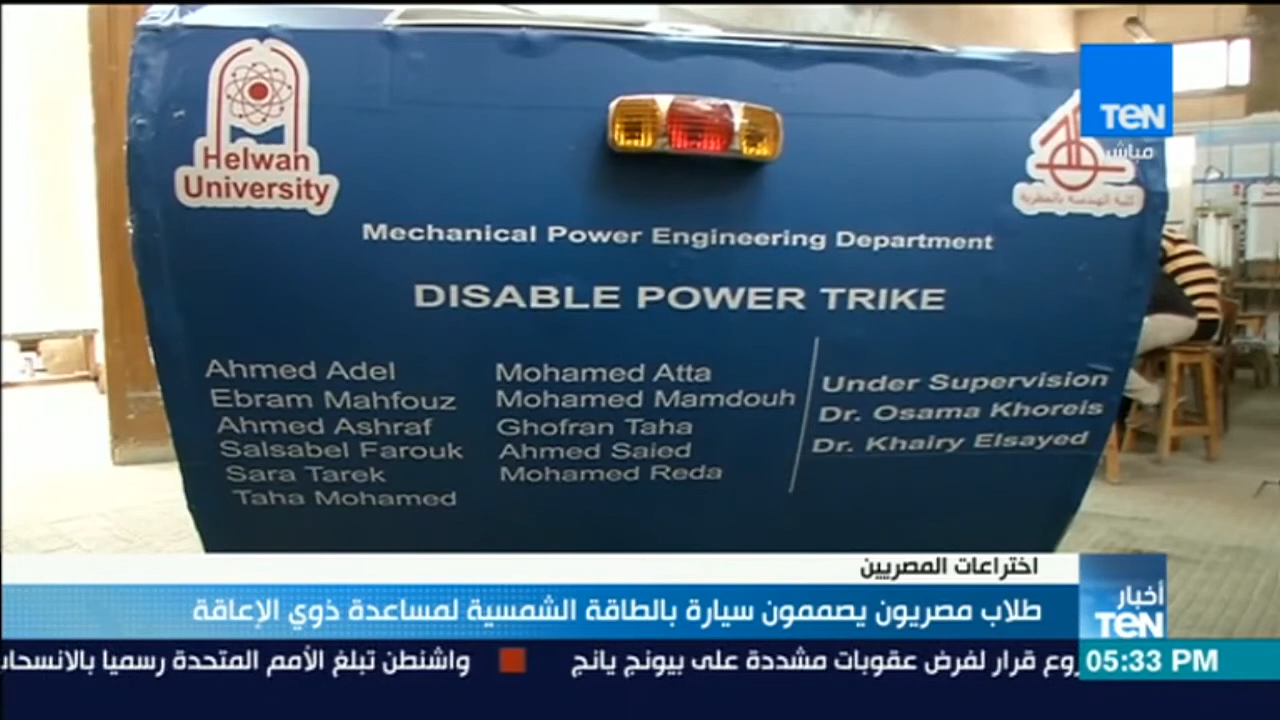 Helwan
University
TEN
مباشر
كلية الهندسة بالمطرية
Mechanical Power Engineering Department
DISABLE POWER TRIKE
Ahmed Adel
Ebram Mahfouz
Ahmed Ashraf
Salsabel Farouk
Sara Tarek
Taha Mohamed
Mohamed Atta
Mohamed Mamdouh
Ghofran Taha
Ahmed Saied
Mohamed Reda
Under Supervision
Dr. Osama Khoreis
Dr. Khairy Elsayed
اختراعات المصريين
طلاب مصريون يصممون سيارة بالطاقة الشمسية لمساعدة ذوي الإعاقة
أخبار
TEN
قرار لفرض عقوبات مشددة على بيونج يانج
واشنطن تبلغ الأمم المتحدة رسميا
05:33 PM